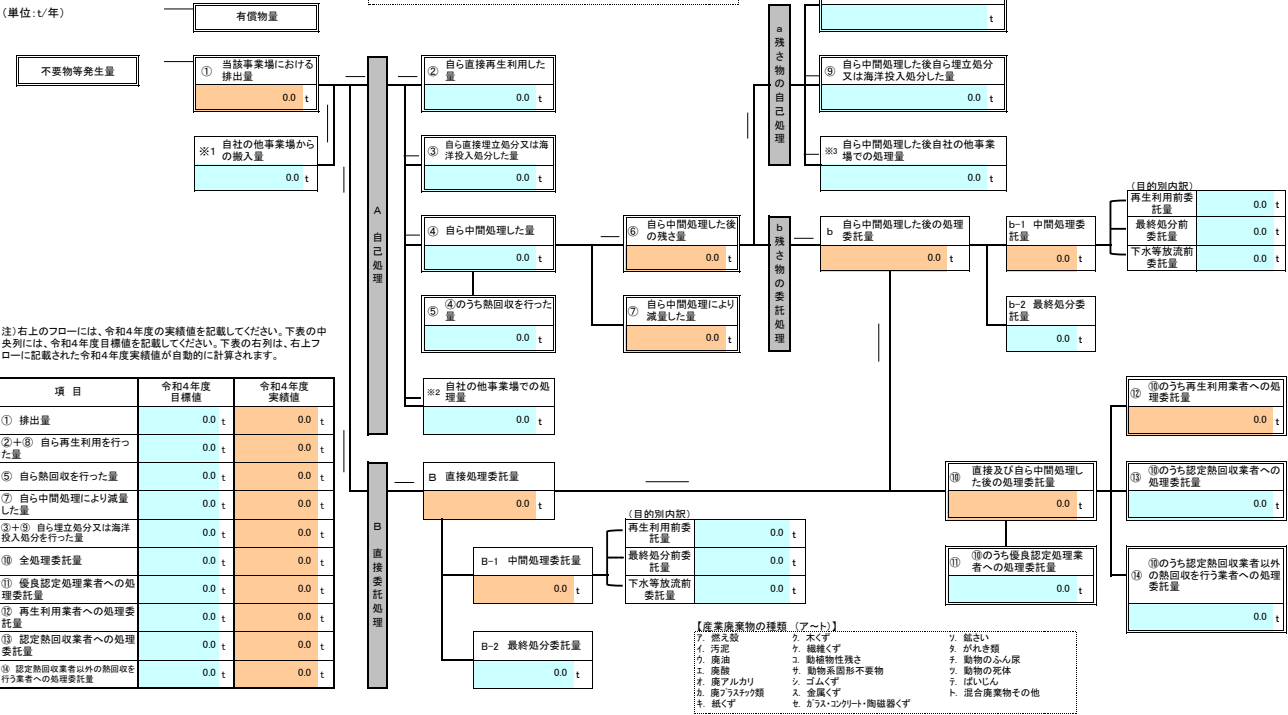 (単位:t/年)
有償物量
t
不要物等発生量
① 当該事業場における
排出量
0.0 t
※1 自社の他事業場から
の搬入量
0.0 t
A
自己処理
② 自ら直接再生利用した
量
0.0 t
③ 自ら直接埋立処分又は海
洋投入処分した量
0.0 t
④ 自ら中間処理した量
0.0 t
⑤ ④のうち熱回収を行った
量
0.0 t
※2 自社の他事業場での処
理量
0.0 t
⑥ 自ら中間処理した後
の残さ量
0.0 t
⑦ 自ら中間処理により
減量した量
0.0 t
a
残さ物の自己処理
⑨ 自ら中間処理した後自ら埋立処分
又は海洋投入処分した量
0.0 t
※3 自ら中間処理した後自社の他事業
場での処理量
0.0 t
b
残さ物の委託処理
b 自ら中間処理した後の処理
委託量
0.0 t
b-1 中間処理委
託量
0.0 t
(目的別内訳)
再生利用前委
託量
0.0 t
最終処分前
委託量
0.0 t
下水等放流前
委託量
0.0 t
b-2 最終処分委
託量
0.0 t
注)右上のフローには、令和4年度の実績値を記載してください。下表の中
央列には、令和4年度目標値を記載してください。下表の右列は、右上フ
ローに記載された令和4年度実績値が自動的に計算されます。
項 目 令和4年度
目標値 令和4年度
実績値
① 排出量 0.0 t 0.0 t
②+⑧ 自ら再生利用を行っ
た量 0.0 t 0.0 t
⑤ 自ら熱回収を行った量 0.0 t 0.0 t
⑦ 自ら中間処理により減量
した量 0.0 t 0.0 t
③+⑨ 自ら埋立処分又は海洋
投入処分を行った量 0.0 t 0.0 t
⑩ 全処理委託量 0.0 t 0.0 t
⑪ 優良認定処理業者への処
理委託量 0.0 t 0.0 t
⑫ 再生利用業者への処理委
託量 0.0 t 0.0 t
⑬ 認定熱回収業者への処理
委託量 0.0 t 0.0 t
⑭ 認定熱回収業者以外の熱回収を
行う業者への処理委託量 0.0 t 0.0 t
B
直接委託処理
B 直接処理委託量
0.0 t
B-1 中間処理委託量
0.0 t
(目的別内訳)
再生利用前委
託量
0.0 t
最終処分前委
託量
0.0 t
下水等放流前
委託量
0.0 t
B-2 最終処分委託量
0.0 t
⑩ 直接及び自ら中間処理し
た後の処理委託量
0.0 t
⑪ ⑩のうち優良認定処理業
者への処理委託量
0.0 t
⑫ ⑩のうち再生利用業者への処
理委託量
0.0 t
⑬ ⑩のうち認定熱回収業者への
処理委託量
0.0 t
⑭ ⑩のうち認定熱回収業者以外
の熱回収を行う業者への処理
委託量
0.0 t
【産業廃棄物の種類 (ア~ト)】
ア. 燃え殻 ク. 木くず ソ. 鉱さい
イ. 汚泥 ケ. 繊維くず タ. がれき類
ウ. 廃油 コ. 動植物性残さ チ. 動物のふん尿
エ. 廃酸 サ. 動物系固形不要物 ツ. 動物の死体
オ. 廃アルカリ シ. ゴムくず テ. ばいじん
カ. 廃プラスチック類 ス. 金属くず ト. 混合廃棄物その他
キ. 紙くず セ. ガラス・コンクリート・陶磁器くず